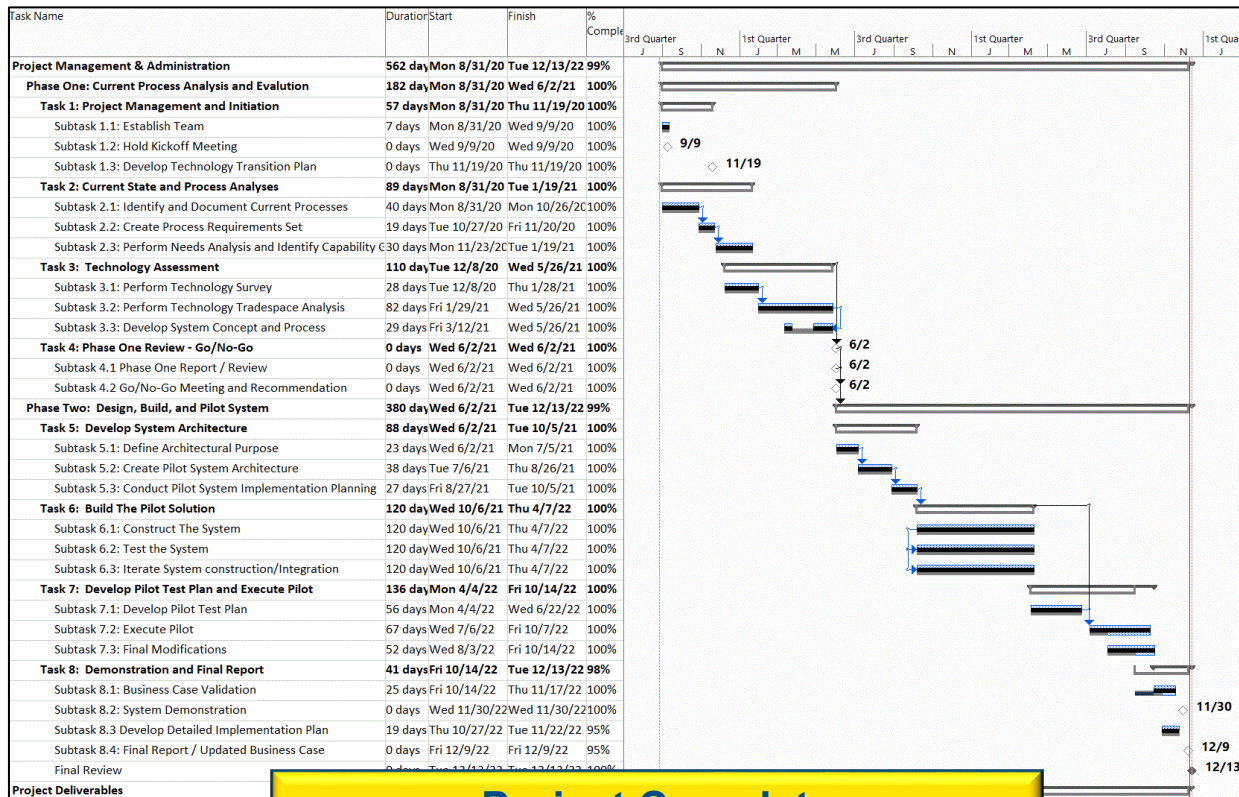 Task Name Duration Start Finish % Comple
3rd Quarter 1st Quarter 3rd Quarter 1st Quarter 3rd Quarter 1st Qua
J S N J M M J S N J M M J S N J
Project Management & Administration 562 day Mon 8/31/20 Tue 12/13/22 99%
Phase One: Current Process Analysis and Evalution 182 day Mon 8/31/20 Wed 6/2/21 100%
Task 1: Project Management and Initiation 57 days Mon 8/31/20 Thu 11/19/20 100%
Subtask 1.1: Establish Team 7 days Mon 8/31/20 Wed 9/9/20 100%
Subtask 1.2: Hold Kickoff Meeting 0 days Wed 9/9/20 Wed 9/9/20 100% 9/9
Subtask 1.3: Develop Technology Transition Plan 0 days Thu 11/19/20 Thu 11/19/20 100% 11/19
Task 2: Current State and Process Analyses 89 days Mon 8/31/20 Tue 1/19/21 100%
Subtask 2.1: Identify and Document Current Processes 40 days Mon 8/31/20 Mon 10/26/20 100%
Subtask 2.2: Create Process Requirements Set 19 days Tue 10/27/20 Fri 11/20/20 100%
Subtask 2.3: Perform Needs Analysis and Identify Capability G 30 days Mon 11/23/20 Tue 1/19/21 100%
Task 3: Technology Assessment 110 day Tue 12/8/20 Wed 5/26/21 100%
Subtask 3.1: Perform Technology Survey 28 days Tue 12/8/20 Thu 1/28/21 100%
Subtask 3.2: Perform Technology Tradespace Analysis 82 days Fri 1/29/21 Wed 5/26/21 100%
Subtask 3.3: Develop System Concept and Process 29 days Fri 3/12/21 Wed 5/26/21 100%
Task 4: Phase One Review - Go/No-Go 0 days Wed 6/2/21 Wed 6/2/21 100% 6/2
Subtask 4.1 Phase One Report / Review 0 days Wed 6/2/21 Wed 6/2/21 100% 6/2
Subtask 4.2 Go/No-Go Meeting and Recommendation 0 days Wed 6/2/21 Wed 6/2/21 100% 6/2
Phase Two: Design, Build, and Pilot System 380 day Wed 6/2/21 Tue 12/13/22 99%
Task 5: Develop System Architecture 88 days Wed 6/2/21 Tue 10/5/21 100%
Subtask 5.1: Define Architectural Purpose 23 days Wed 6/2/21 Mon 7/5/21 100%
Subtask 5.2: Create Pilot System Architecture 38 days Tue 7/6/21 Thu 8/26/21 100%
Subtask 5.3: Conduct Pilot System Implementation Planning 27 days Fri 8/27/21 Tue 10/5/21 100%
Task 6: Build The Pilot Solution 120 day Wed 10/6/21 Thu 4/7/22 100%
Subtask 6.1: Construct The System 120 day Wed 10/6/21 Thu 4/7/22 100%
Subtask 6.2: Test the System 120 day Wed 10/6/21 Thu 4/7/22 100%
Subtask 6.3: Iterate System construction/Integration 120 day Wed 10/6/21 Thu 4/7/22 100%
Task 7: Develop Pilot Test Plan and Execute Pilot 136 day Mon 4/4/22 Fri 10/14/22 100%
Subtask 7.1: Develop Pilot Test Plan 56 days Mon 4/4/22 Wed 6/22/22 100%
Subtask 7.2: Execute Pilot 67 days Wed 7/6/22 Fri 10/7/22 100%
Subtask 7.3: Final Modifications 52 days Wed 8/3/22 Fri 10/14/22 100%
Task 8: Demonstration and Final Report 41 days Fri 10/14/22 Tue 12/13/22 98%
Subtask 8.1: Business Case Validation 25 days Fri 10/14/22 Thu 11/17/22 100%
Subtask 8.2: System Demonstration 0 days Wed 11/30/22 Wed 11/30/22 100% 11/30
Subtask 8.3 Develop Detailed Implementation Plan 19 days Thu 10/27/22 Tue 11/22/22 95%
Subtask 8.4: Final Report / Updated Business Case 0 days Fri 12/9/22 Fri 12/9/22 95% 12/9
Final Review 12/13
Project Deliverables